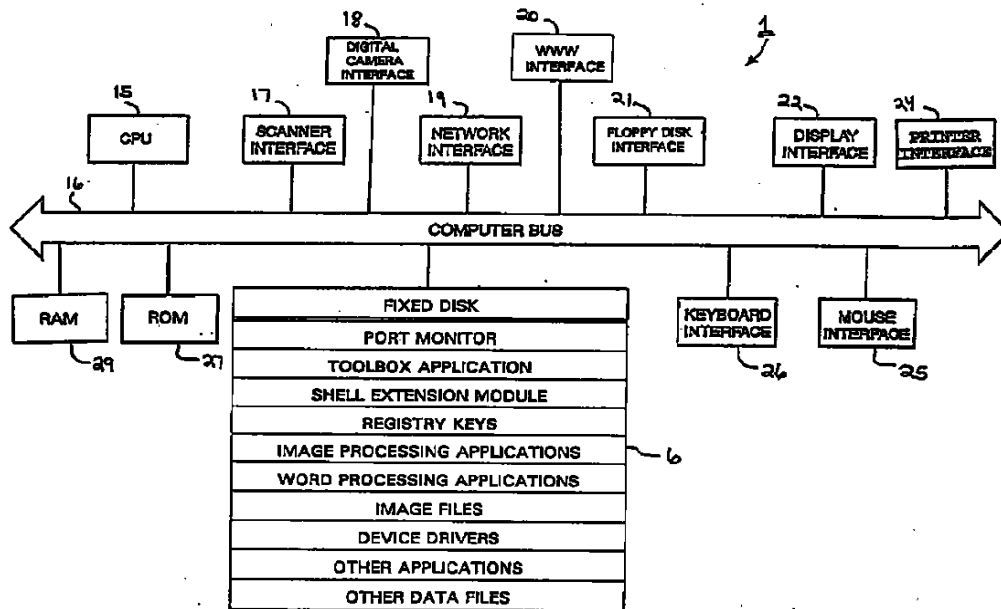 18
DIGITAL
CAMERA
INTERFACE
20
WWW
INTERFACE
1
15
CPU
17
SCANNER
INTERFACE
19
NETWORK
INTERFACE
21
FLOPPY DISK
INTERFACE
22
DISPLAY
INTERFACE
24
PRINTER
INTERFACE
16
COMPUTER BUS
RAM
29
ROM
27
FIXED DISK
PORT MONITOR
TOOLBOX APPLICATION
SHELL EXTENSION MODULE
REGISTRY KEYS
IMAGE PROCESSING APPLICATIONS
WORD PROCESSING APPLICATIONS
IMAGE FILES
DEVICE DRIVERS
OTHER APPLICATIONS
OTHER DATA FILES
6
KEYBOARD
INTERFACE
26
MOUSE
INTERFACE
25